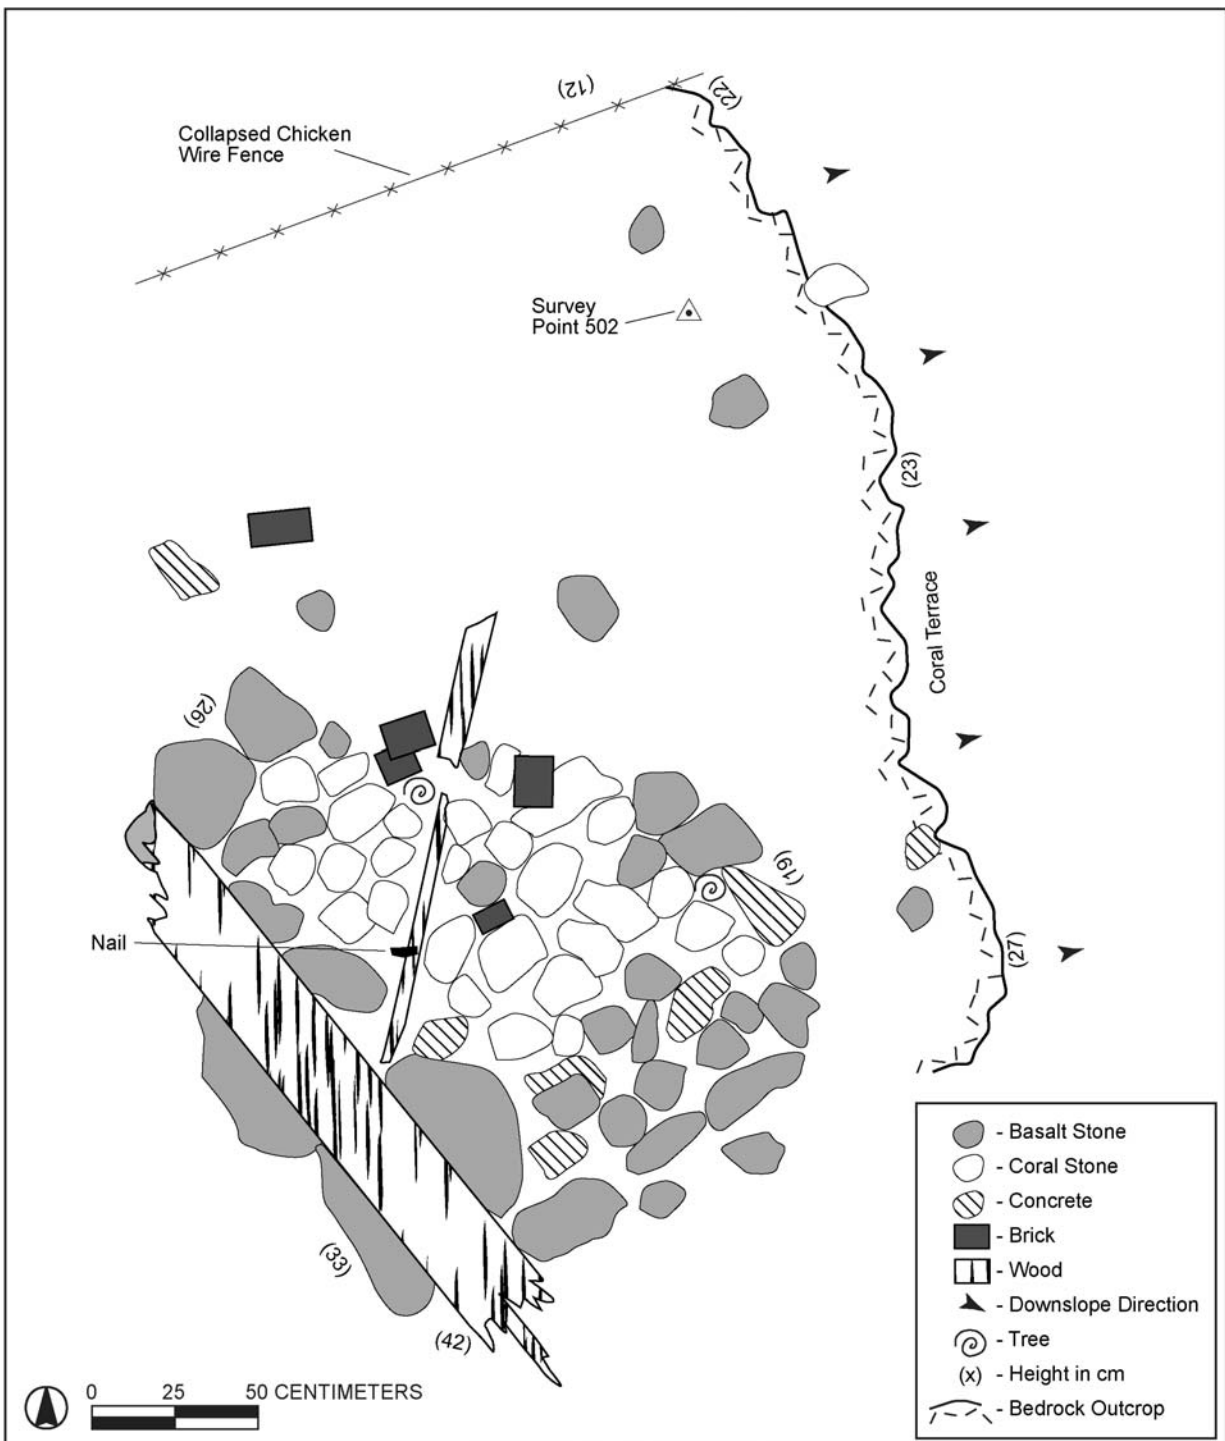 (12)
(22)
Collapsed Chicken
Wire Fence
Survey
Point 502
(23)
Coral Terrace
(26)
(19)
Nail
(27)
(33)
(42)
- Basalt Stone
- Coral Stone
- Concrete
- Brick
- Wood
- Downslope Direction
- Tree
(x) - Height in cm
- Bedrock Outcrop
0 25 50 CENTIMETERS